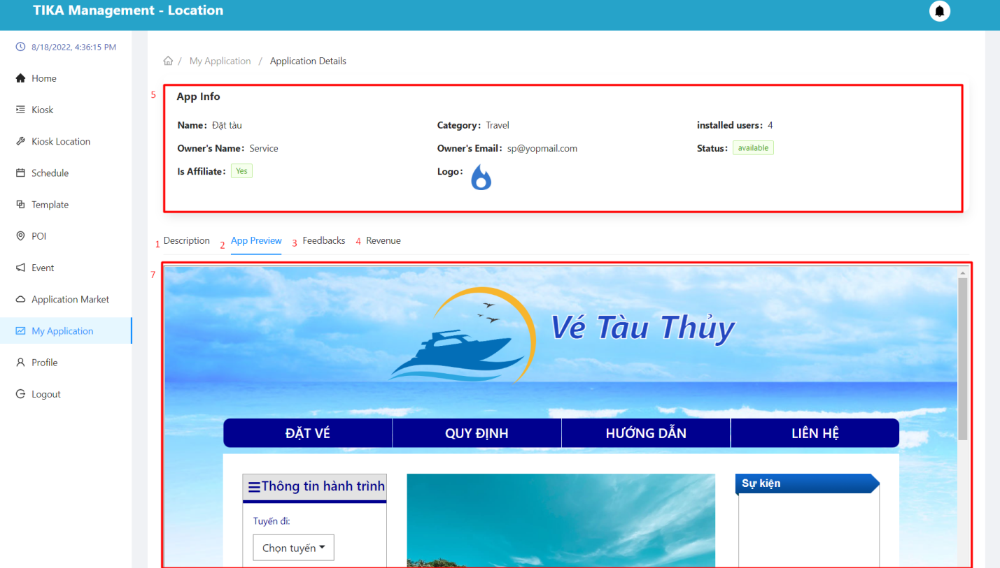 TIKA Management - Location
8/18/2022, 4:36:15 PM
Home
Kiosk
Kiosk Location
Schedule
Template
POI
Event
Application Market
My Application
Profile
Logout
/ My Application / Application Details
5
App Info
Name: Đặt tàu
Category: Travel
installed users: 4
Owner's Name: Service
Owner's Email: sp@yopmail.com
Status: available
Is Affiliate: Yes
Logo:
1 Description 2 App Preview 3 Feedbacks 4 Revenue
7
Vé Tàu Thủy
ĐẶT VÉ QUY ĐỊNH HƯỚNG DẪN LIÊN HỆ
Thông tin hành trình
Tuyến đi:
Chọn tuyến
Sự kiện